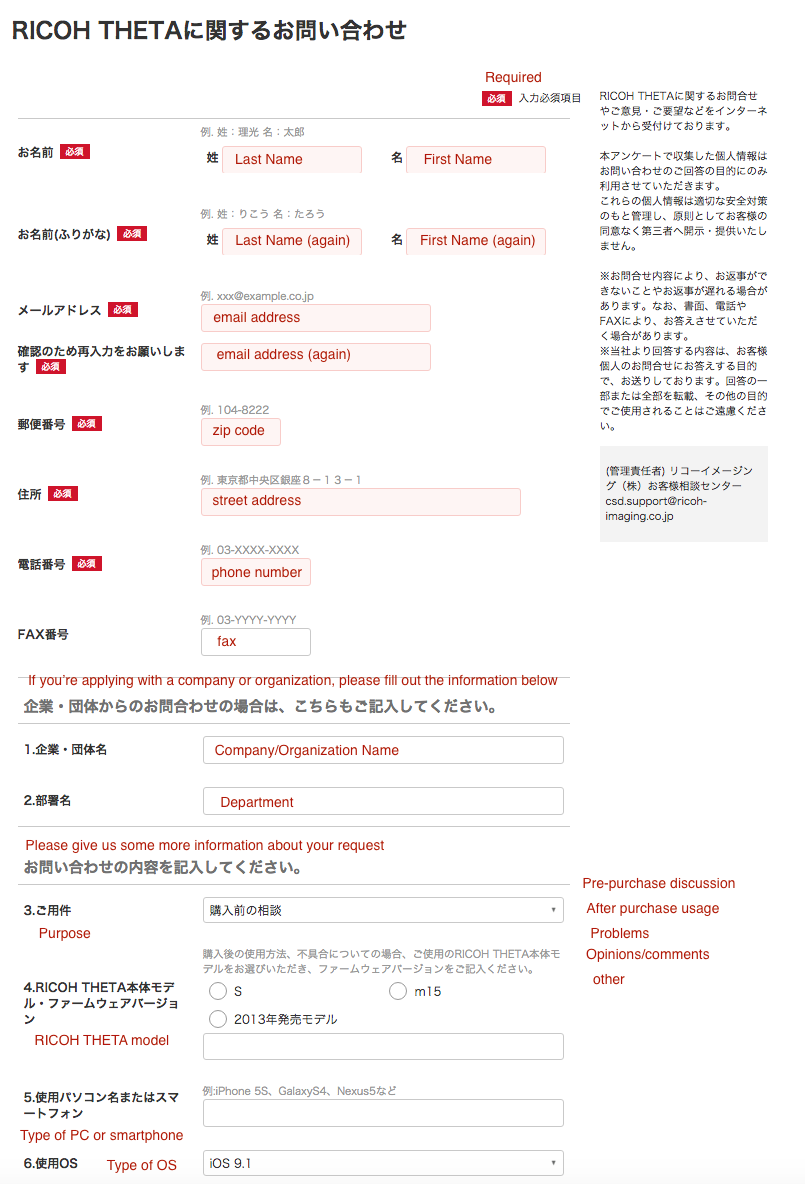 RICOH THETAに関するお問い合わせ
Required
必須 入力必須項目
例. 姓：理光 名：太郎
お名前 必須
姓 Last Name 名 First Name
例. 姓：りこう 名：たろう
お名前(ふりがな) 必須
姓 Last Name (again) 名 First Name (again)
例. xxx@example.co.jp
メールアドレス 必須
email address
確認のため再入力をお願いしま
す 必須
email address (again)
例. 104-8222
郵便番号 必須
zip code
例. 東京都中央区銀座８－１３－１
住所 必須
street address
例. 03-XXXX-XXXX
電話番号 必須
phone number
例. 03-YYYY-YYYY
FAX番号
fax
If you’re applying with a company or organization, please fill out the information below
企業・団体からのお問合わせの場合は、こちらもご記入してください。
1.企業・団体名
Company/Organization Name
2.部署名
Department
Please give us some more information about your request
お問い合わせの内容を記入してください。
3.ご用件
購入前の相談
Purpose
購入後の使用方法、不具合についての場合、ご使用のRICOH THETA本体モ
デルをお選びいただき、ファームウェアバージョンをご記入ください。
4.RICOH THETA本体モデ
ル・ファームウェアバージョ
ン
S m15
2013年発売モデル
RICOH THETA model
例:iPhone 5S、GalaxyS4、Nexus5など
5.使用パソコン名またはスマ
ートフォン
Type of PC or smartphone
6.使用OS Type of OS
iOS 9.1
RICOH THETAに関するお問合せ
やご意見・ご要望などをインターネ
ットから受付けております。
本アンケートで収集した個人情報は
お問い合わせのご回答の目的にのみ
利用させていただきます。
これらの個人情報は適切な安全対策
のもと管理し、原則としてお客様の
同意なく第三者へ開示・提供いたし
ません。
※お問合せ内容により、お返事がで
きないことやお返事が遅れる場合が
あります。なお、書面、電話や
FAXにより、お答えさせていただ
く場合があります。
※当社より回答する内容は、お客様
個人のお問合せにお答えする目的
で、お送りしております。回答の一
部または全部を転載、その他の目的
でご使用されることはご遠慮くださ
い。
(管理責任者) リコーイメージン
グ（株）お客様相談センター
csd.support@ricoh-
imaging.co.jp
Pre-purchase discussion
After purchase usage
Problems
Opinions/comments
other